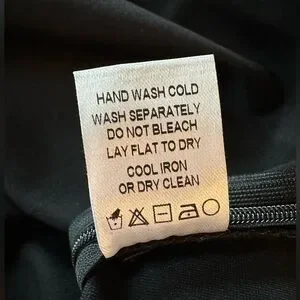 HAND WASH COLD
WASH SEPARATELY
DO NOT BLEACH
LAY FLAT TO DRY
COOL IRON
OR DRY CLEAN